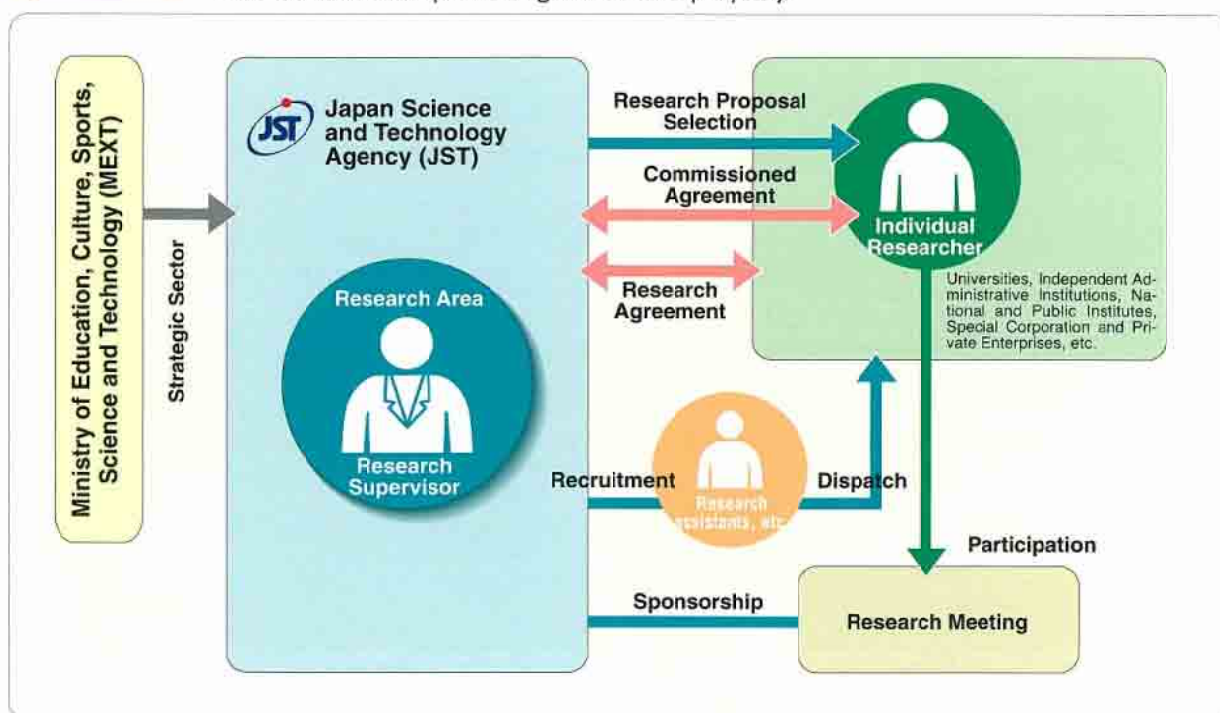 Ministry of Education, Culture, Sports,
Science and Technology (MEXT)
Strategic Sector
JST
Japan Science
and Technology
Agency (JST)
Research Area
Research
Supervisor
Research Proposal
Selection
Commissioned
Agreement
Research
Agreement
Individual
Researcher
Universities, Independent Ad-
ministrative Institutions, Na-
tional and Public Institutes,
Special Corporation and Pri-
vate Enterprises, etc.
Recruitment
Research
assistants, etc.
Dispatch
Participation
Sponsorship
Research Meeting